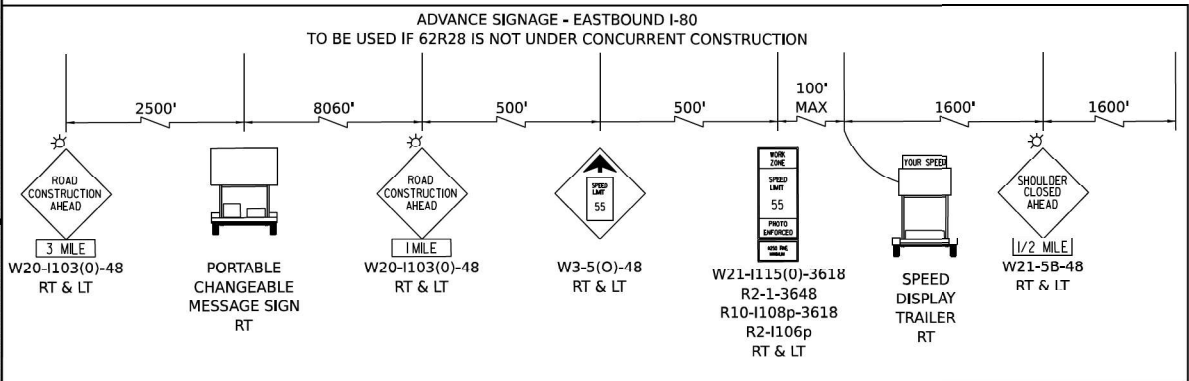 ADVANCE SIGNAGE - EASTBOUND I-80
TO BE USED IF 62R28 IS NOT UNDER CONCURRENT CONSTRUCTION
2500'
8060'
500'
500'
100'
MAX
1600'
1600'
ROAD
CONSTRUCTION
AHEAD
3 MILE
W20-I103(0)-48
RT & LT
PORTABLE
CHANGEABLE
MESSAGE SIGN
RT
ROAD
CONSTRUCTION
AHEAD
1 MILE
W20-I103(0)-48
RT & LT
SPEED
LIMIT
55
W3-5(O)-48
RT & LT
WORK
ZONE
SPEED
LIMIT
55
PHOTO
ENFORCED
W21-I115(0)-3618
R2-1-3648
R10-I108p-3618
R2-I106p
RT & LT
YOUR SPEED
SPEED
DISPLAY
TRAILER
RT
SHOULDER
CLOSED
AHEAD
1/2 MILE
W21-5B-48
RT & LT